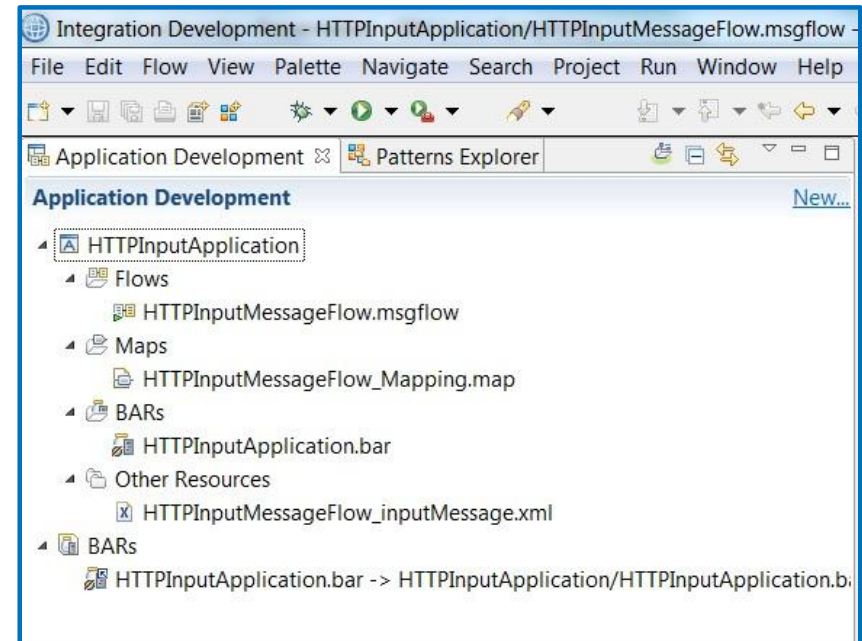 Integration Development - HTTPInputApplication/HTTPInputMessageFlow.msgflow -
File Edit Flow View Palette Navigate Search Project Run Window Help
Application Development Patterns Explorer
Application Development New...
HTTPInputApplication
Flows
HTTPInputMessageFlow.msgflow
Maps
HTTPInputMessageFlow_Mapping.map
BARs
HTTPInputApplication.bar
Other Resources
HTTPInputMessageFlow_inputMessage.xml
BARs
HTTPInputApplication.bar -> HTTPInputApplication/HTTPInputApplication.ba